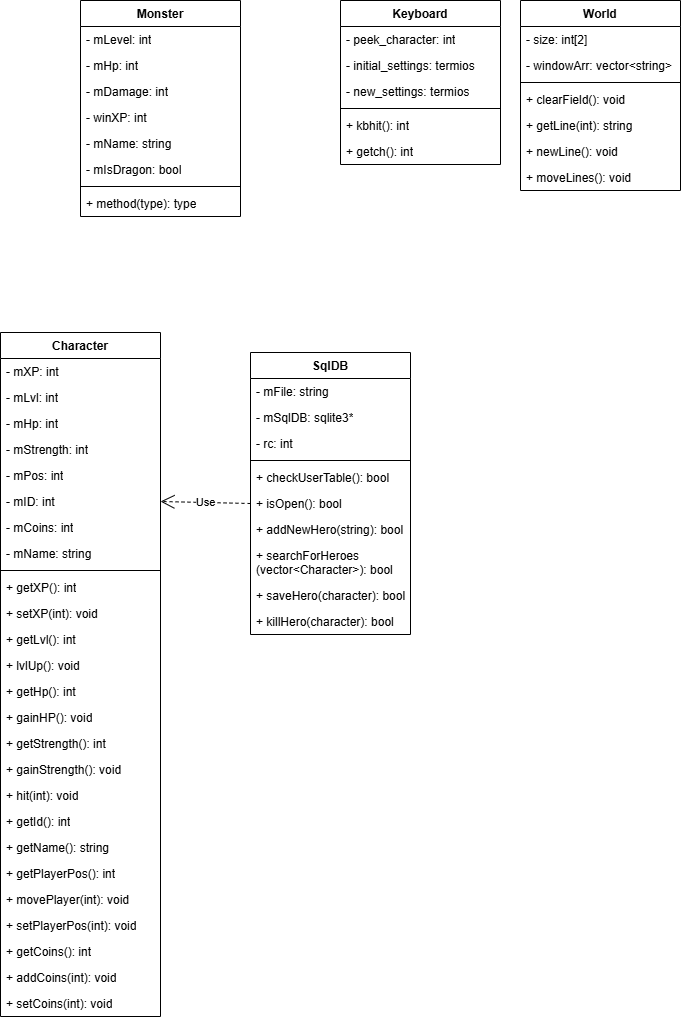 Monster
- mLevel: int
- mHp: int
- mDamage: int
- winXP: int
- mName: string
- mIsDragon: bool
+ method(type): type
Keyboard
- peek_character: int
- initial_settings: termios
- new_settings: termios
+ kbhit(): int
+ getch(): int
World
- size: int[2]
- windowArr: vector<string>
+ clearField(): void
+ getLine(int): string
+ newLine(): void
+ moveLines(): void
Character
- mXP: int
- mLvl: int
- mHp: int
- mStrength: int
- mPos: int
- mID: int
- mCoins: int
- mName: string
+ getXP(): int
+ setXP(int): void
+ getLvl(): int
+ lvlUp(): void
+ getHp(): int
+ gainHP(): void
+ getStrength(): int
+ gainStrength(): void
+ hit(int): void
+ getId(): int
+ getName(): string
+ getPlayerPos(): int
+ movePlayer(int): void
+ setPlayerPos(int): void
+ getCoins(): int
+ addCoins(int): void
+ setCoins(int): void
Use
SqlDB
- mFile: string
- mSqlDB: sqlite3*
- rc: int
+ checkUserTable(): bool
+ isOpen(): bool
+ addNewHero(string): bool
+ searchForHeroes
(vector<Character>): bool
+ saveHero(character): bool
+ killHero(character): bool